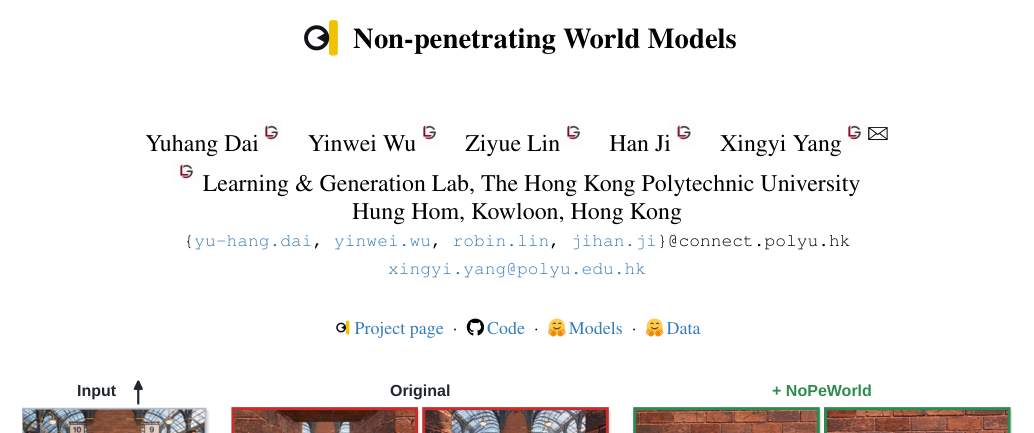 Non-penetrating World Models
Yuhang Dai Yinwei Wu Ziyue Lin Han Ji Xingyi Yang
Learning & Generation Lab, The Hong Kong Polytechnic University
Hung Hom, Kowloon, Hong Kong
{yu-hang.dai, yinwei.wu, robin.lin, jihan.ji}@connect.polyu.hk
xingyi.yang@polyu.edu.hk
Project page · Code · Models · Data
Input Original + NoPeWorld
10 9